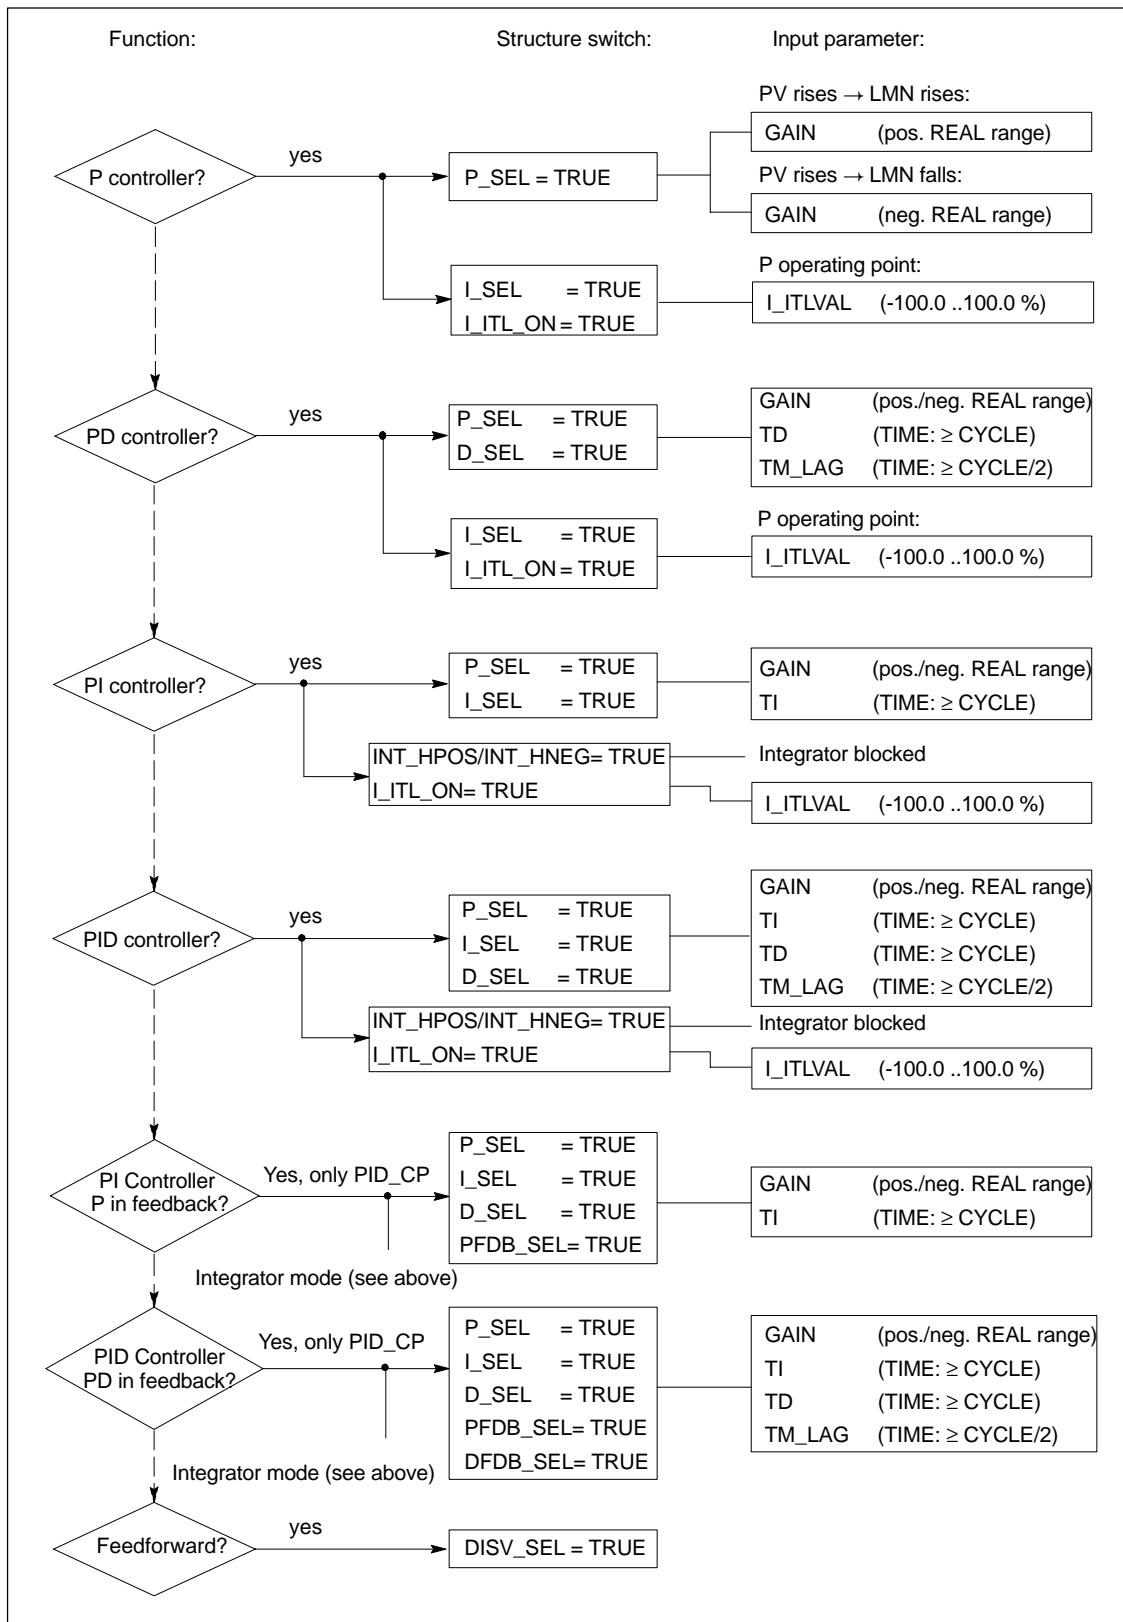 Function: Structure switch: Input parameter:
PV rises → LMN rises:
P controller? yes P_SEL = TRUE GAIN (pos. REAL range)
PV rises → LMN falls:
GAIN (neg. REAL range)
P operating point:
I_SEL = TRUE
I_ITL_ON = TRUE
I_ITLVAL (-100.0 ..100.0 %)
PD controller? yes
P_SEL = TRUE
D_SEL = TRUE
GAIN (pos./neg. REAL range)
TD (TIME: ≥ CYCLE)
TM_LAG (TIME: ≥ CYCLE/2)
P operating point:
I_SEL = TRUE
I_ITL_ON = TRUE
I_ITLVAL (-100.0 ..100.0 %)
PI controller? yes
P_SEL = TRUE
I_SEL = TRUE
GAIN (pos./neg. REAL range)
TI (TIME: ≥ CYCLE)
INT_HPOS/INT_HNEG= TRUE
I_ITL_ON= TRUE
Integrator blocked
I_ITLVAL (-100.0 ..100.0 %)
PID controller? yes
P_SEL = TRUE
I_SEL = TRUE
D_SEL = TRUE
GAIN (pos./neg. REAL range)
TI (TIME: ≥ CYCLE)
TD (TIME: ≥ CYCLE)
TM_LAG (TIME: ≥ CYCLE/2)
INT_HPOS/INT_HNEG= TRUE
I_ITL_ON= TRUE
Integrator blocked
I_ITLVAL (-100.0 ..100.0 %)
PI Controller
P in feedback?
Yes, only PID_CP
P_SEL = TRUE
I_SEL = TRUE
D_SEL = TRUE
PFDB_SEL= TRUE
GAIN (pos./neg. REAL range)
TI (TIME: ≥ CYCLE)
Integrator mode (see above)
PID Controller
PD in feedback?
Yes, only PID_CP
P_SEL = TRUE
I_SEL = TRUE
D_SEL = TRUE
PFDB_SEL= TRUE
DFDB_SEL= TRUE
GAIN (pos./neg. REAL range)
TI (TIME: ≥ CYCLE)
TD (TIME: ≥ CYCLE)
TM_LAG (TIME: ≥ CYCLE/2)
Integrator mode (see above)
Feedforward? yes DISV_SEL = TRUE